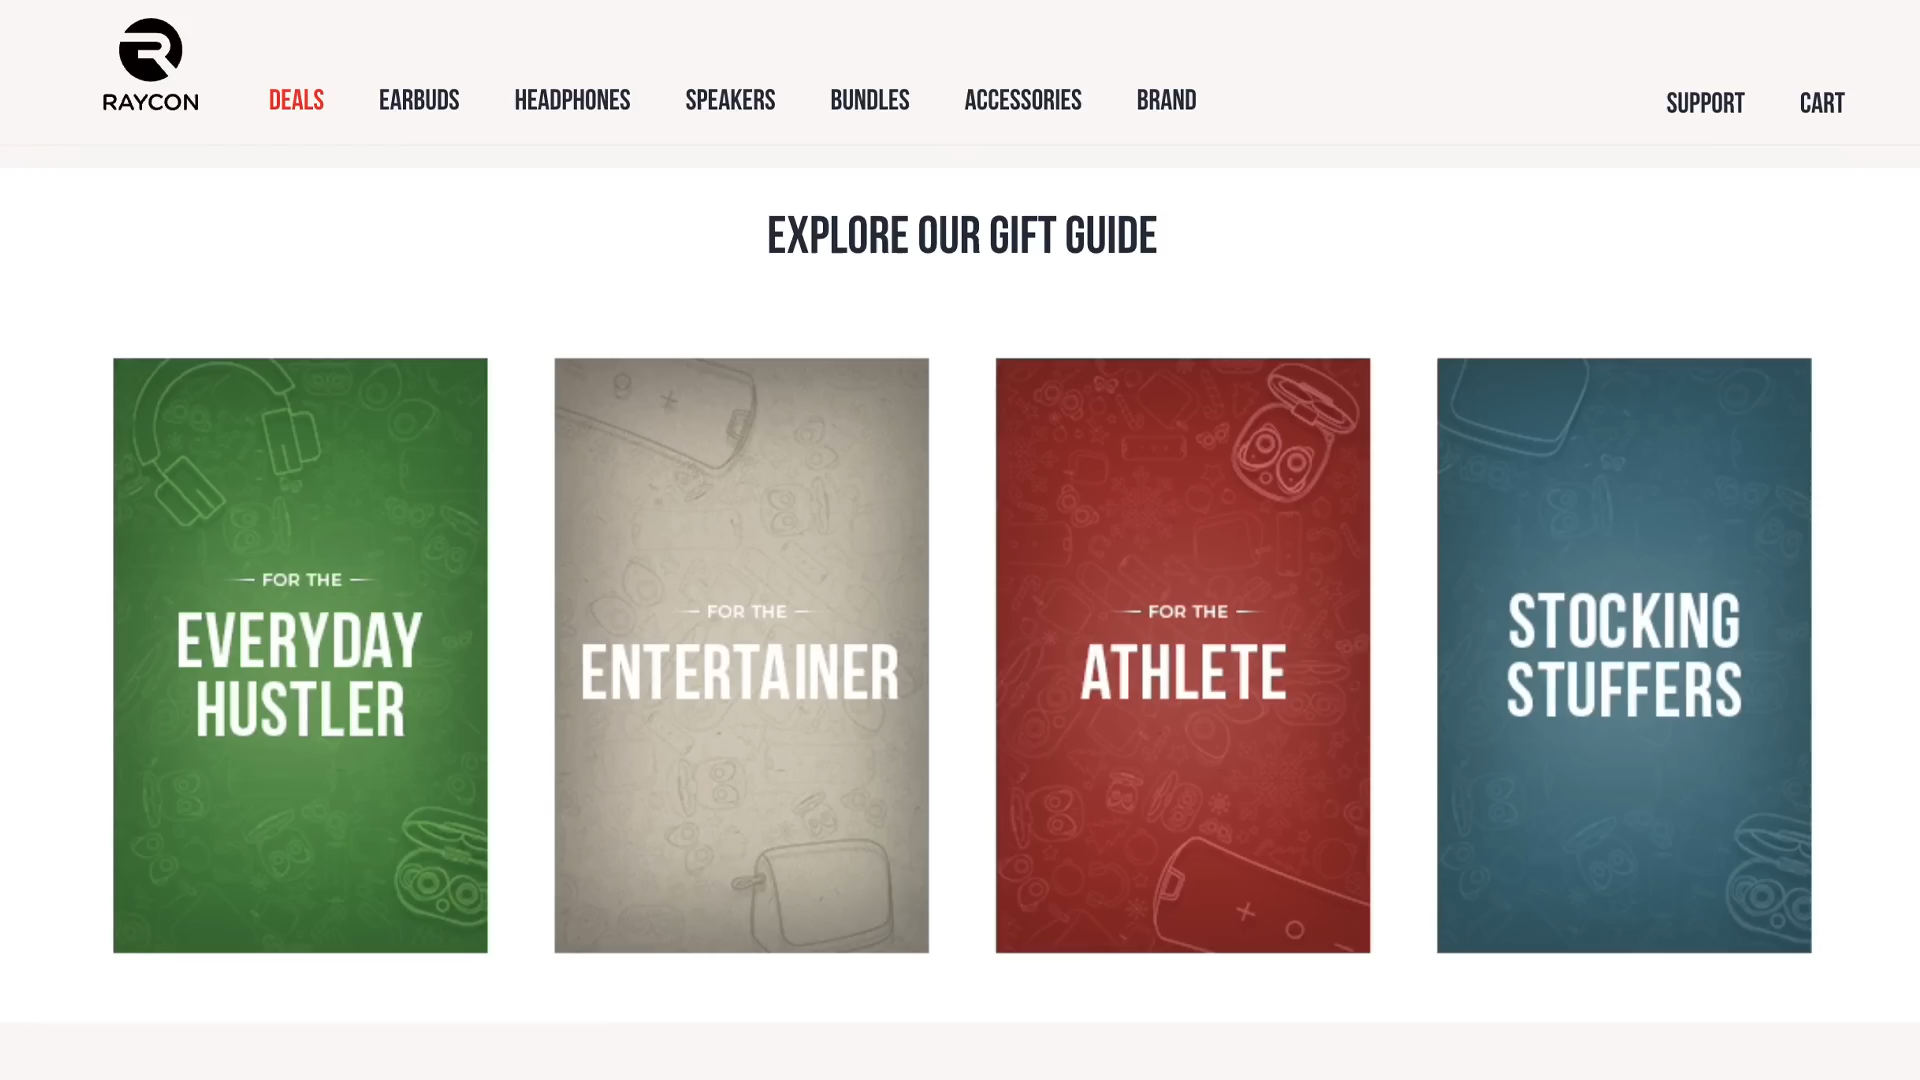 RAYCON
DEALS
EARBUDS
HEADPHONES
SPEAKERS
BUNDLES
ACCESSORIES
BRAND
SUPPORT
CART
EXPLORE OUR GIFT GUIDE
FOR THE
EVERYDAY
HUSTLER
FOR THE
ENTERTAINER
FOR THE
ATHLETE
STOCKING
STUFFERS